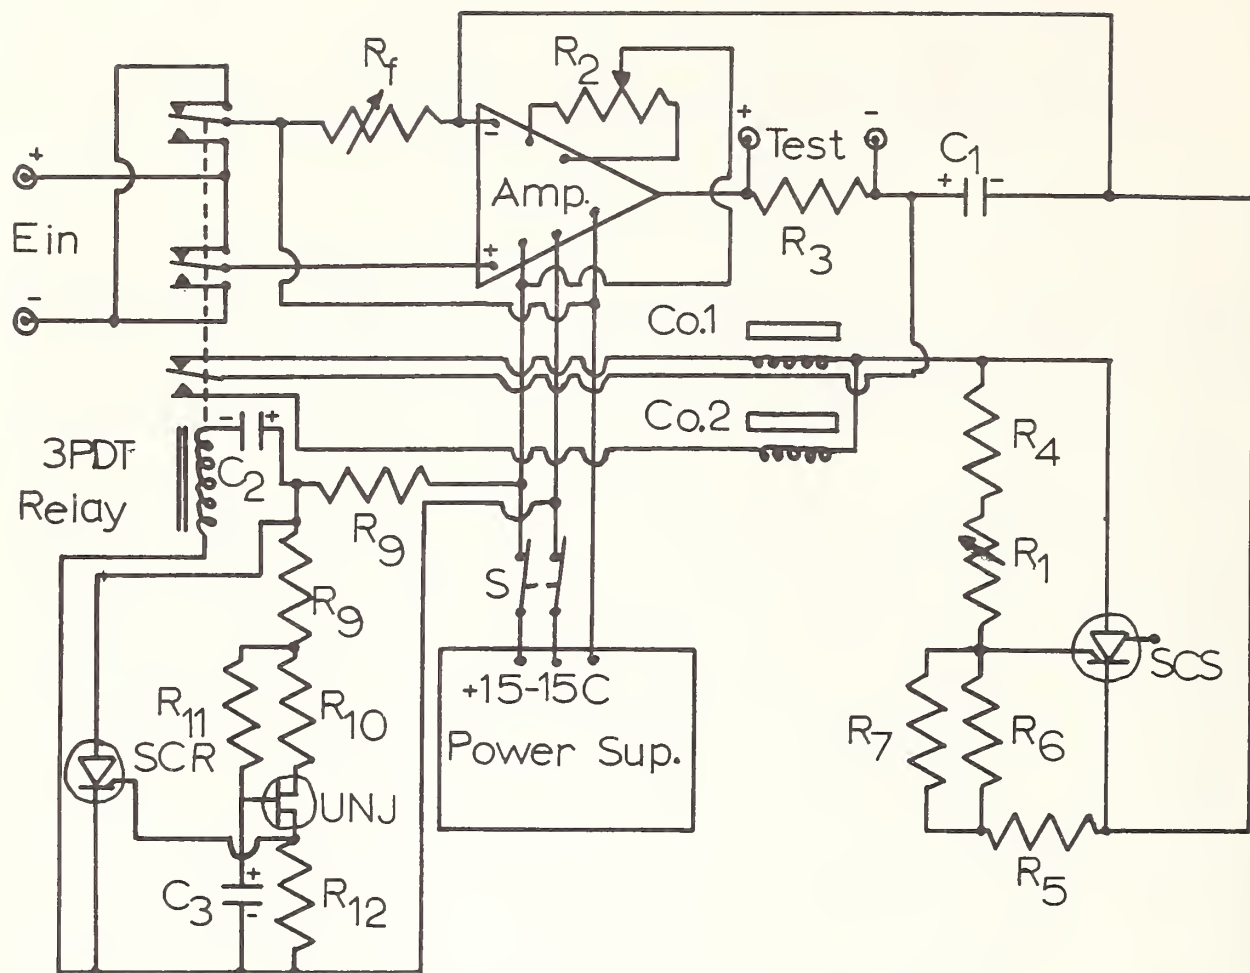 Rf
R2
+ Test -
C1
+ -
+
-
Amp.
+
Ein
-
R3
Co.1
Co.2
3PDT
Relay
- +
C2
R9
R9
S
R4
R1
SCS
+15-15C
Power Sup.
R11
R10
SCR
UNJ
R7
R6
R5
C3
+
-
R12